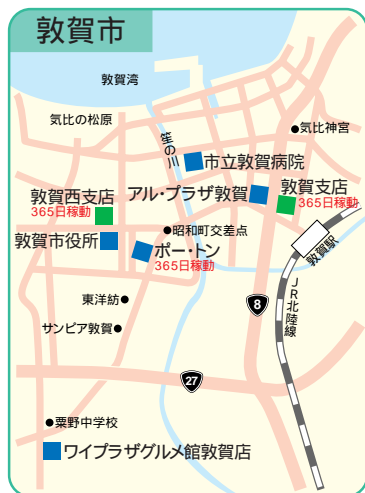 敦賀市
敦賀湾
気比の松原
笙の川
気比神宮
市立敦賀病院
アル・プラザ敦賀
敦賀支店
365日稼動
敦賀西支店
365日稼動
昭和町交差点
敦賀市役所
ポー・トン
365日稼動
敦賀駅
JR北陸線
東洋紡
サンピア敦賀
8
27
粟野中学校
ワイプラザグルメ館敦賀店